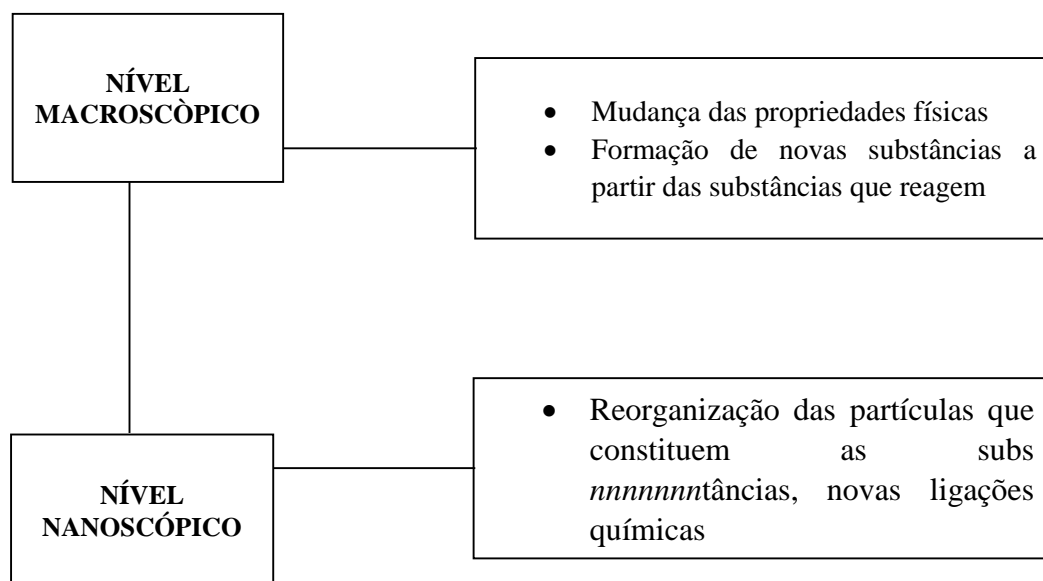 NÍVEL
MACROSCÒPICO
• Mudança das propriedades físicas
• Formação de novas substâncias a
partir das substâncias que reagem
• Reorganização das partículas que
constituem as subs
nnnnnnntâncias, novas ligações
químicas
NÍVEL
NANOSCÓPICO